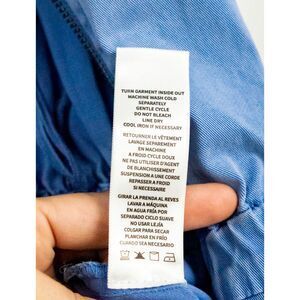 TURN GARMENT INSIDE OUT
MACHINE WASH COLD
SEPARATELY
GENTLE CYCLE
DO NOT BLEACH
LINE DRY
COOL IRON IF NECESSARY
RETOURNER LE VÊTEMENT
LAVAGE SEPAREMENT
EN MACHINE
A FROID CYCLE DOUX
NE PAS UTILISER D'AGENT
DE BLANCHISSEMENT
SUSPENSION A UNE CORDE
REPASSER A FROID
SI NECESSAIRE
GIRAR LA PRENDA AL REVES
LAVAR A MÁQUINA
EN AGUA FRÍA POR
SEPARADO CICLO SUAVE
NO USAR LEJÍA
COLGAR PARA SECAR
PLANCHAR EN FRÍO
CUANDO SEA NECESSARIO